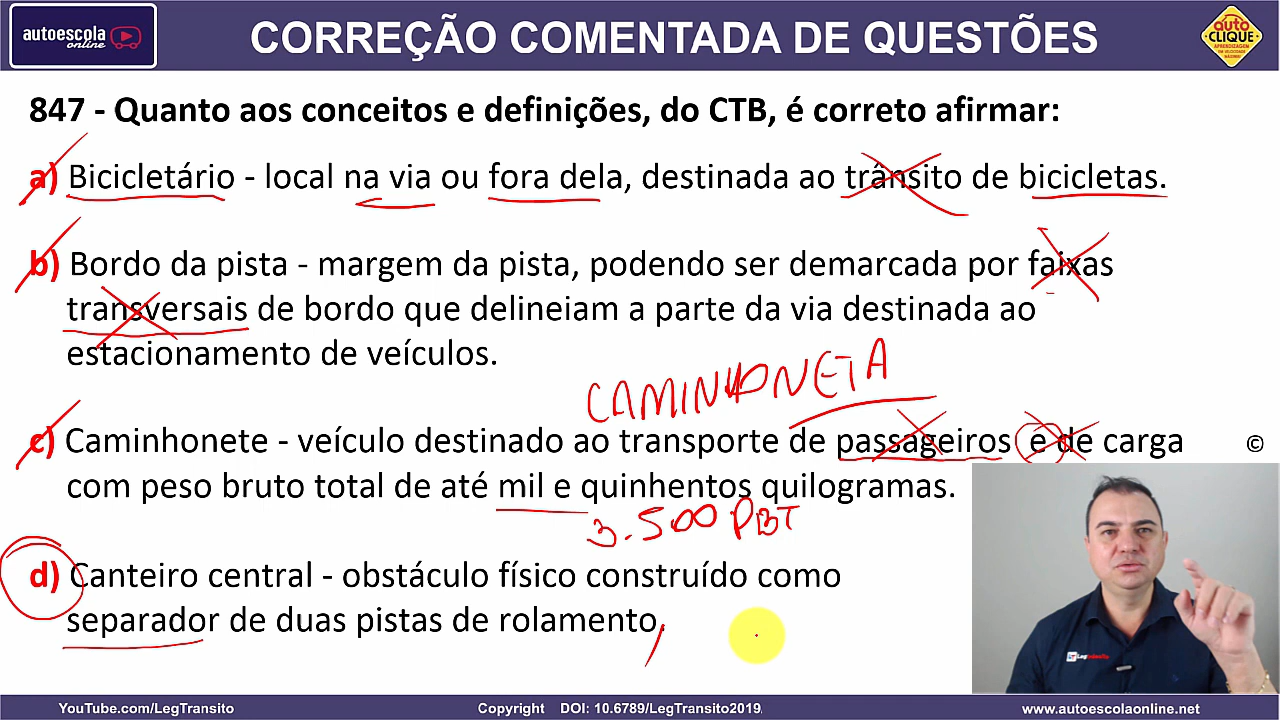 autoescola
online
CORREÇÃO COMENTADA DE QUESTÕES
auto
CLIQUE
APRENDIZAGEM
EM VELOCIDADE
MÁXIMA!
847 - Quanto aos conceitos e definições, do CTB, é correto afirmar:
a) Bicicletário - local na via ou fora dela, destinada ao trânsito de bicicletas.
b) Bordo da pista - margem da pista, podendo ser demarcada por faixas
transversais de bordo que delineiam a parte da via destinada ao
estacionamento de veículos.
CAMINHONETA
c) Caminhonete - veículo destinado ao transporte de passageiros e de carga
©
com peso bruto total de até mil e quinhentos quilogramas.
3.500 PBT
d) Canteiro central - obstáculo físico construído como
separador de duas pistas de rolamento,
YouTube.com/LegTransito Copyright DOI: 10.6789/LegTransito2019 www.autoescolaonline.net